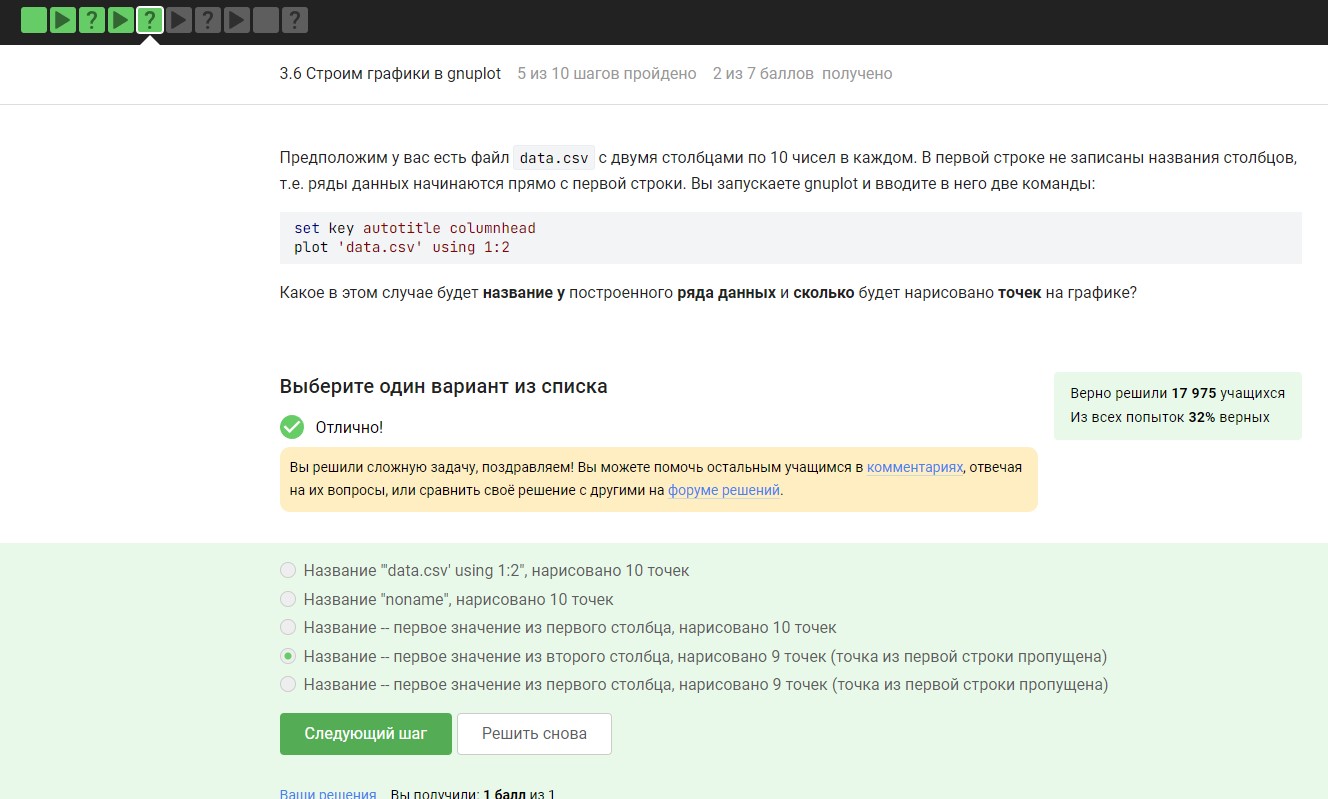 3.6 Строим графики в gnuplot 5 из 10 шагов пройдено 2 из 7 баллов получено
Предположим у вас есть файл data.csv с двумя столбцами по 10 чисел в каждом. В первой строке не записаны названия столбцов,
т.е. ряды данных начинаются прямо с первой строки. Вы запускаете gnuplot и вводите в него две команды:
set key autotitle columnhead
plot 'data.csv' using 1:2
Какое в этом случае будет название у построенного ряда данных и сколько будет нарисовано точек на графике?
Выберите один вариант из списка
Верно решили 17 975 учащихся
Из всех попыток 32% верных
Отлично!
Вы решили сложную задачу, поздравляем! Вы можете помочь остальным учащимся в комментариях, отвечая
на их вопросы, или сравнить своё решение с другими на форуме решений.
Название "'data.csv' using 1:2", нарисовано 10 точек
Название "noname", нарисовано 10 точек
Название -- первое значение из первого столбца, нарисовано 10 точек
Название -- первое значение из второго столбца, нарисовано 9 точек (точка из первой строки пропущена)
Название -- первое значение из первого столбца, нарисовано 9 точек (точка из первой строки пропущена)
Следующий шаг Решить снова
Ваши решения Вы получили: 1 балл из 1